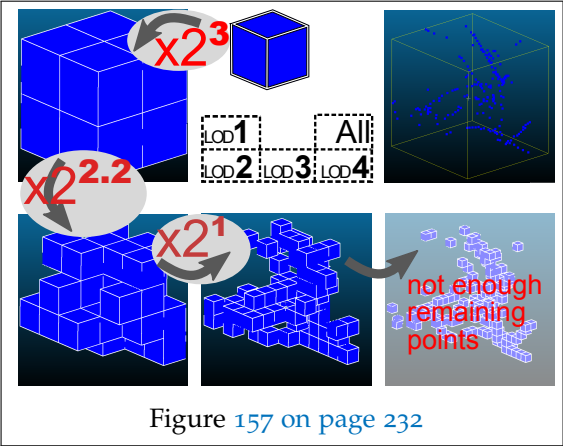 x2³
LOD1 All
LOD2 LOD3 LOD4
x2²·²
x2¹
not enough
remaining
points
Figure 157 on page 232